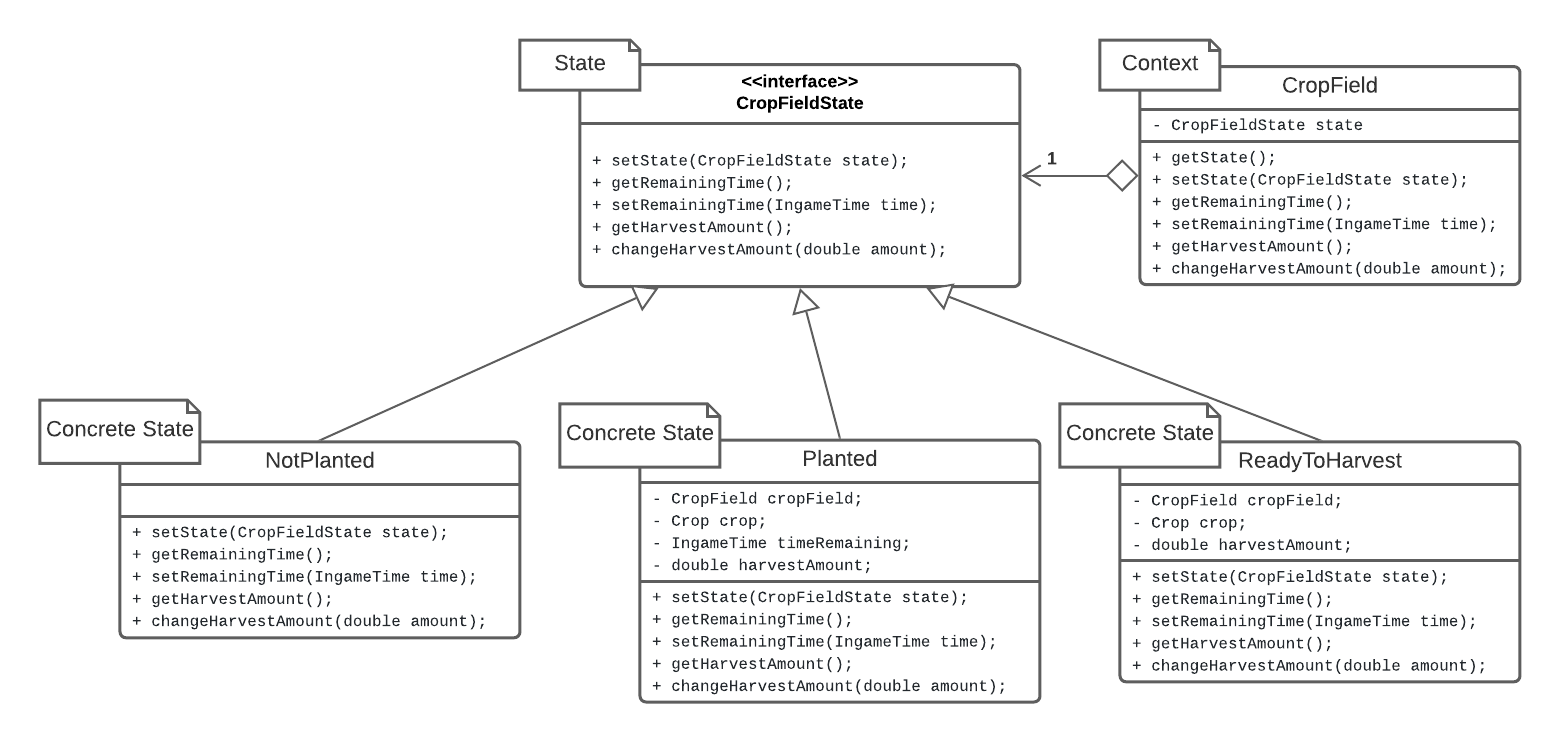 State
<<interface>>
CropFieldState
+ setState(CropFieldState state);
+ getRemainingTime();
+ setRemainingTime(IngameTime time);
+ getHarvestAmount();
+ changeHarvestAmount(double amount);
1
Context
CropField
- CropFieldState state
+ getState();
+ setState(CropFieldState state);
+ getRemainingTime();
+ setRemainingTime(IngameTime time);
+ getHarvestAmount();
+ changeHarvestAmount(double amount);
Concrete State
NotPlanted
+ setState(CropFieldState state);
+ getRemainingTime();
+ setRemainingTime(IngameTime time);
+ getHarvestAmount();
+ changeHarvestAmount(double amount);
Concrete State
Planted
- CropField cropField;
- Crop crop;
- IngameTime timeRemaining;
- double harvestAmount;
+ setState(CropFieldState state);
+ getRemainingTime();
+ setRemainingTime(IngameTime time);
+ getHarvestAmount();
+ changeHarvestAmount(double amount);
Concrete State
ReadyToHarvest
- CropField cropField;
- Crop crop;
- double harvestAmount;
+ setState(CropFieldState state);
+ getRemainingTime();
+ setRemainingTime(IngameTime time);
+ getHarvestAmount();
+ changeHarvestAmount(double amount);